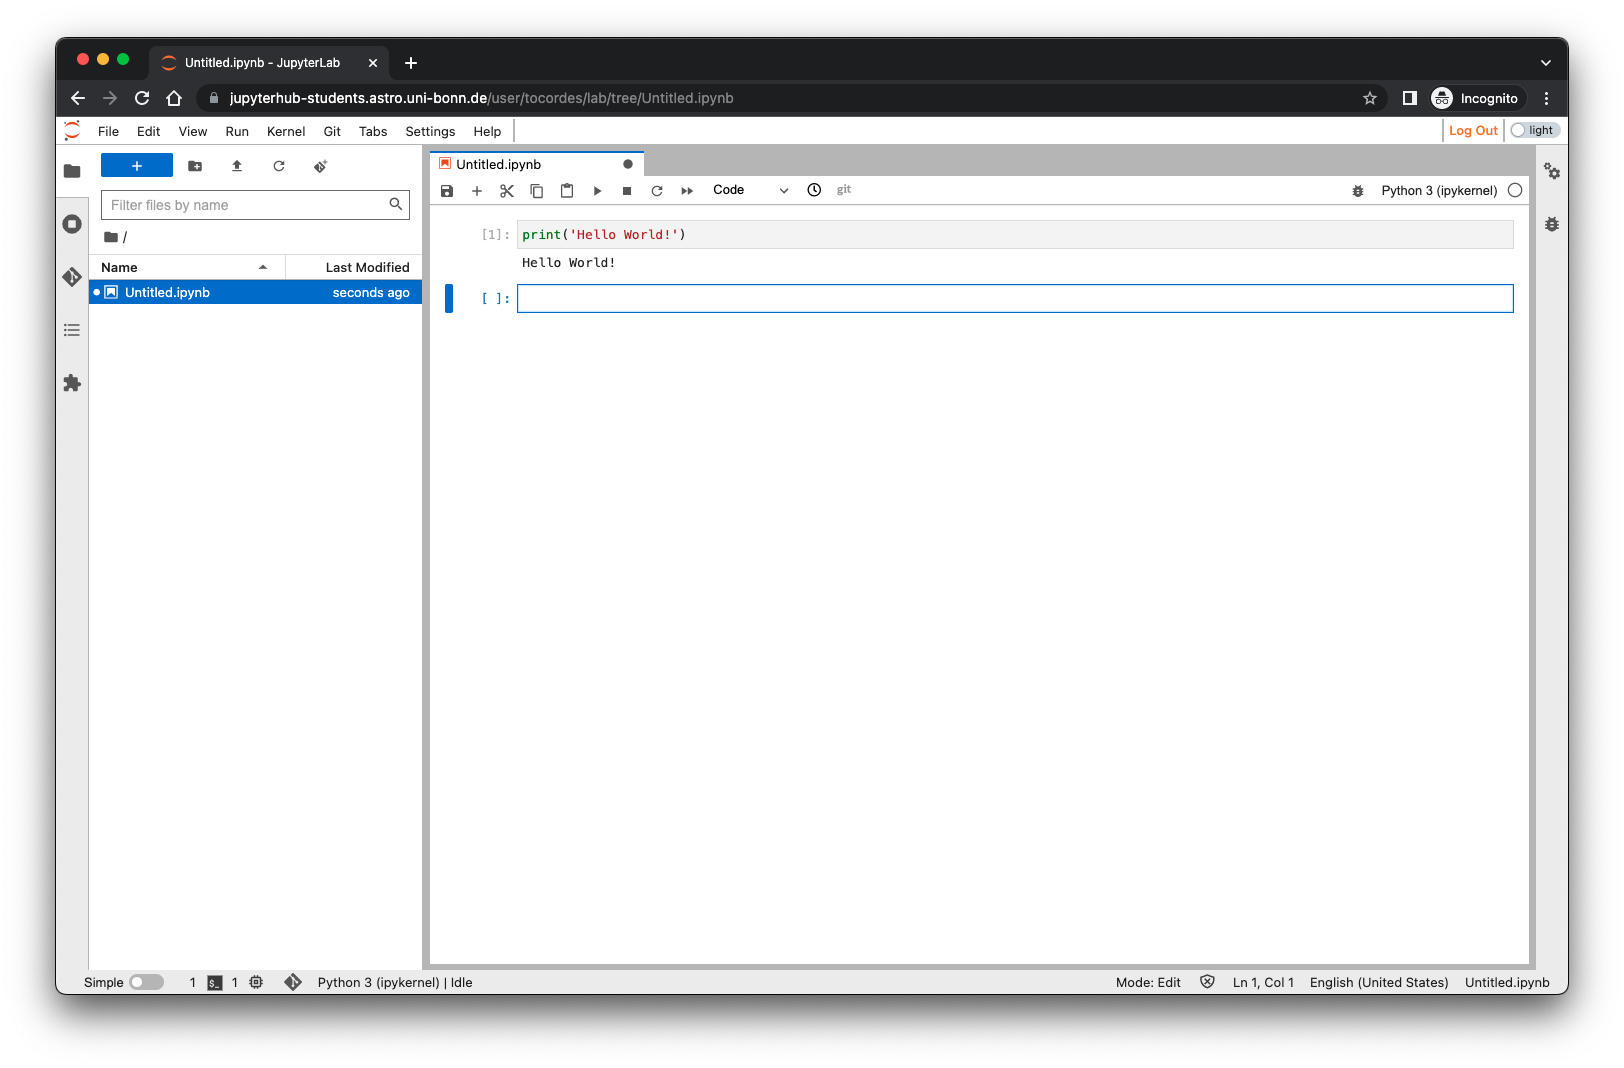 Untitled.ipynb - JupyterLab
jupyterhub-students.astro.uni-bonn.de/user/tocordes/lab/tree/Untitled.ipynb
Incognito
File Edit View Run Kernel Git Tabs Settings Help
Log Out
light
Filter files by name
/
Name Last Modified
Untitled.ipynb seconds ago
Untitled.ipynb
Code
git
Python 3 (ipykernel)
[1]: print('Hello World!')
Hello World!
[ ]:
Simple 1 $_ 1 Python 3 (ipykernel) | Idle
Mode: Edit Ln 1, Col 1 English (United States) Untitled.ipynb